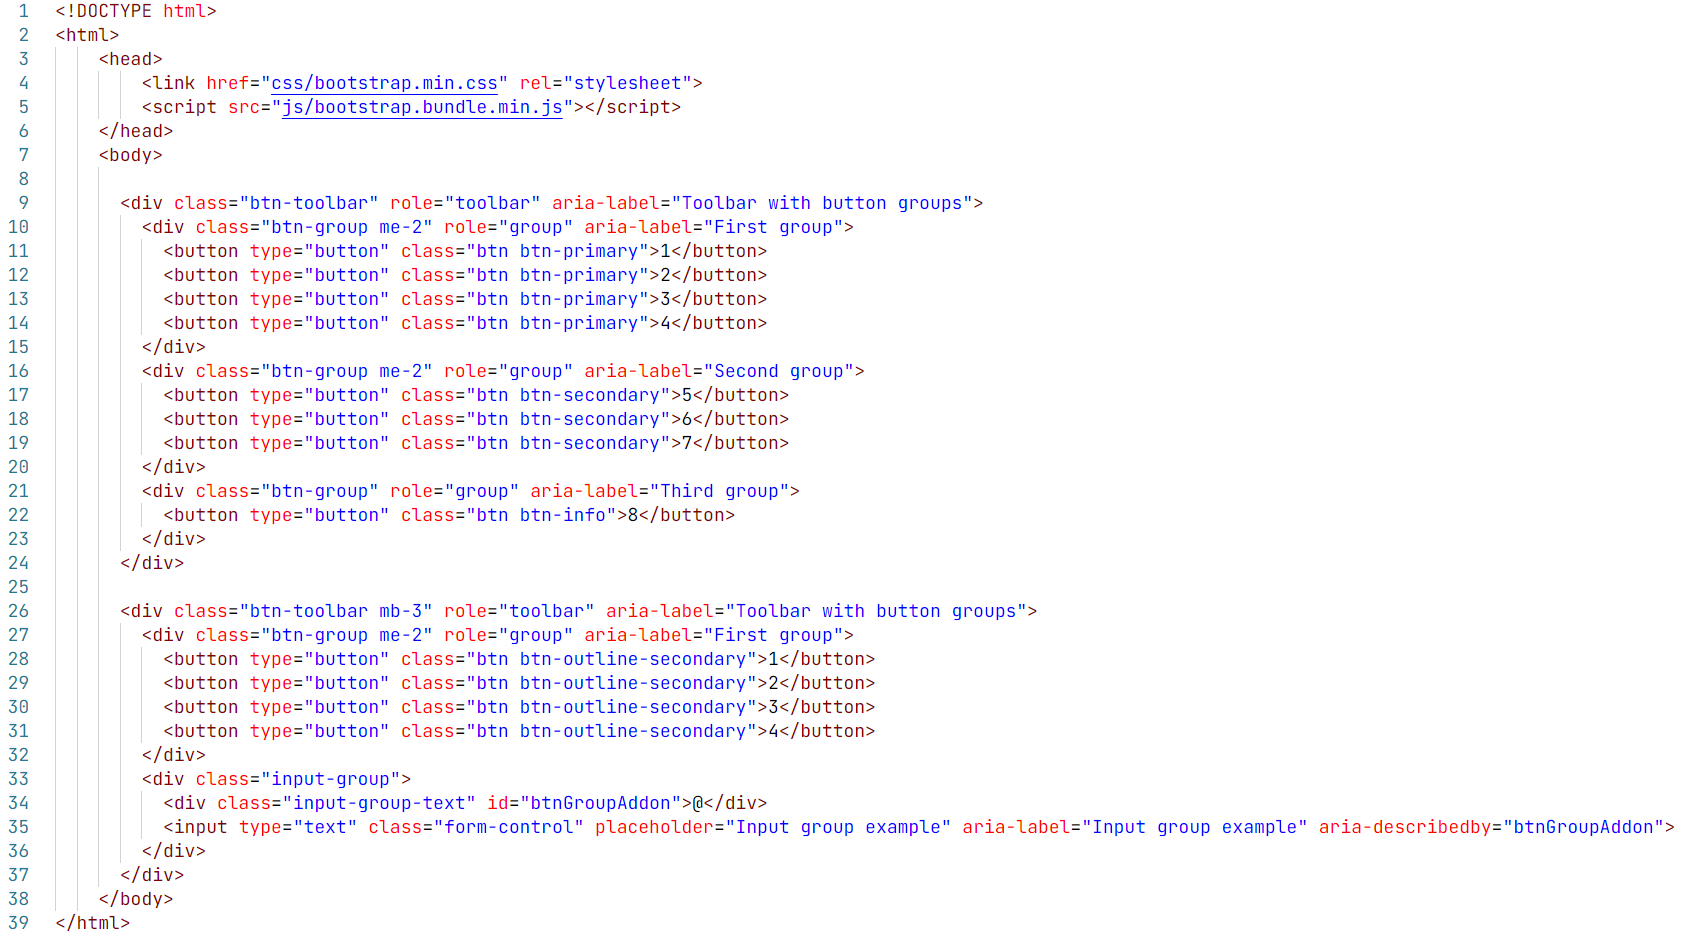 1 <!DOCTYPE html>
2 <html>
3     <head>
4         <link href="css/bootstrap.min.css" rel="stylesheet">
5         <script src="js/bootstrap.bundle.min.js"></script>
6     </head>
7     <body>
8
9       <div class="btn-toolbar" role="toolbar" aria-label="Toolbar with button groups">
10         <div class="btn-group me-2" role="group" aria-label="First group">
11           <button type="button" class="btn btn-primary">1</button>
12           <button type="button" class="btn btn-primary">2</button>
13           <button type="button" class="btn btn-primary">3</button>
14           <button type="button" class="btn btn-primary">4</button>
15         </div>
16         <div class="btn-group me-2" role="group" aria-label="Second group">
17           <button type="button" class="btn btn-secondary">5</button>
18           <button type="button" class="btn btn-secondary">6</button>
19           <button type="button" class="btn btn-secondary">7</button>
20         </div>
21         <div class="btn-group" role="group" aria-label="Third group">
22           <button type="button" class="btn btn-info">8</button>
23         </div>
24       </div>
25
26       <div class="btn-toolbar mb-3" role="toolbar" aria-label="Toolbar with button groups">
27         <div class="btn-group me-2" role="group" aria-label="First group">
28           <button type="button" class="btn btn-outline-secondary">1</button>
29           <button type="button" class="btn btn-outline-secondary">2</button>
30           <button type="button" class="btn btn-outline-secondary">3</button>
31           <button type="button" class="btn btn-outline-secondary">4</button>
32         </div>
33         <div class="input-group">
34           <div class="input-group-text" id="btnGroupAddon">@</div>
35           <input type="text" class="form-control" placeholder="Input group example" aria-label="Input group example" aria-describedby="btnGroupAddon">
36         </div>
37       </div>
38     </body>
39 </html>